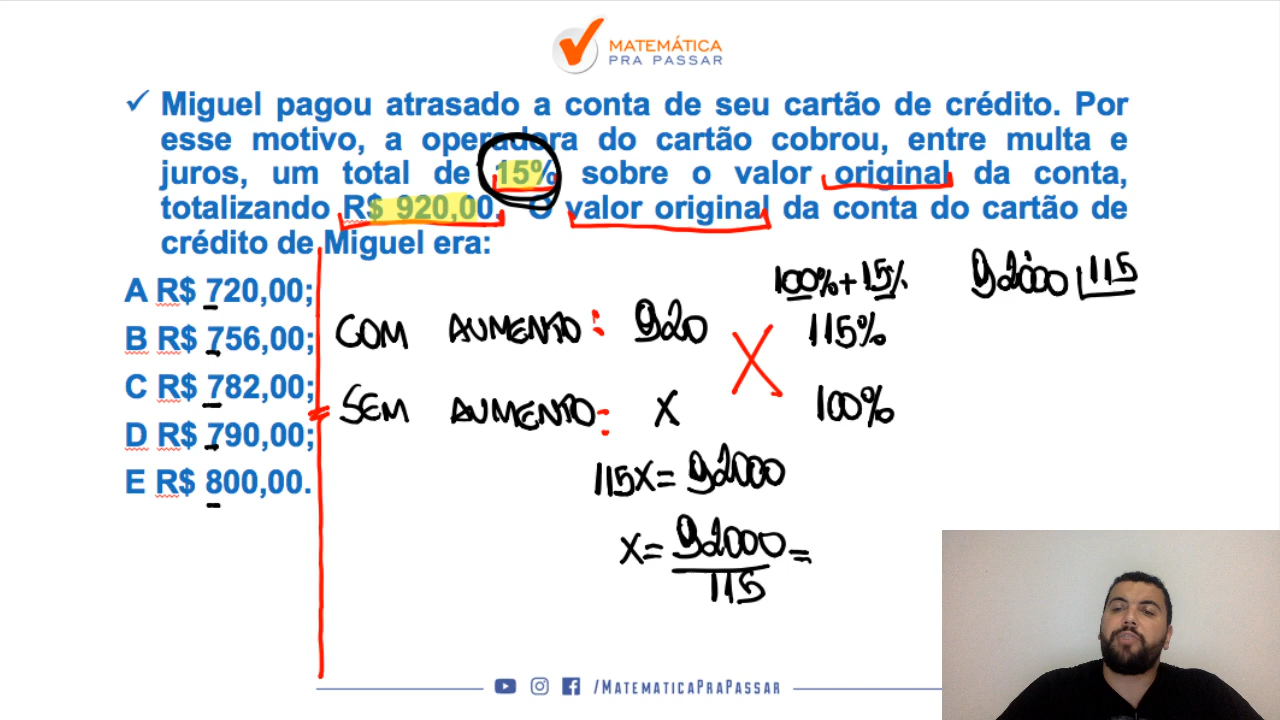 MATEMÁTICA
PRA PASSAR
✓ Miguel pagou atrasado a conta de seu cartão de crédito. Por
esse motivo, a operadora do cartão cobrou, entre multa e
juros, um total de 15% sobre o valor original da conta,
totalizando R$ 920,00. O valor original da conta do cartão de
crédito de Miguel era:
A R$ 720,00;
B R$ 756,00;
C R$ 782,00;
D R$ 790,00;
E R$ 800,00.
100%+15% 92000 115
COM AUMENTO: 920 115%
SEM AUMENTO: X 100%
115X= 92000
X= 92000 =
115
/MATEMATICAPRAPASSAR